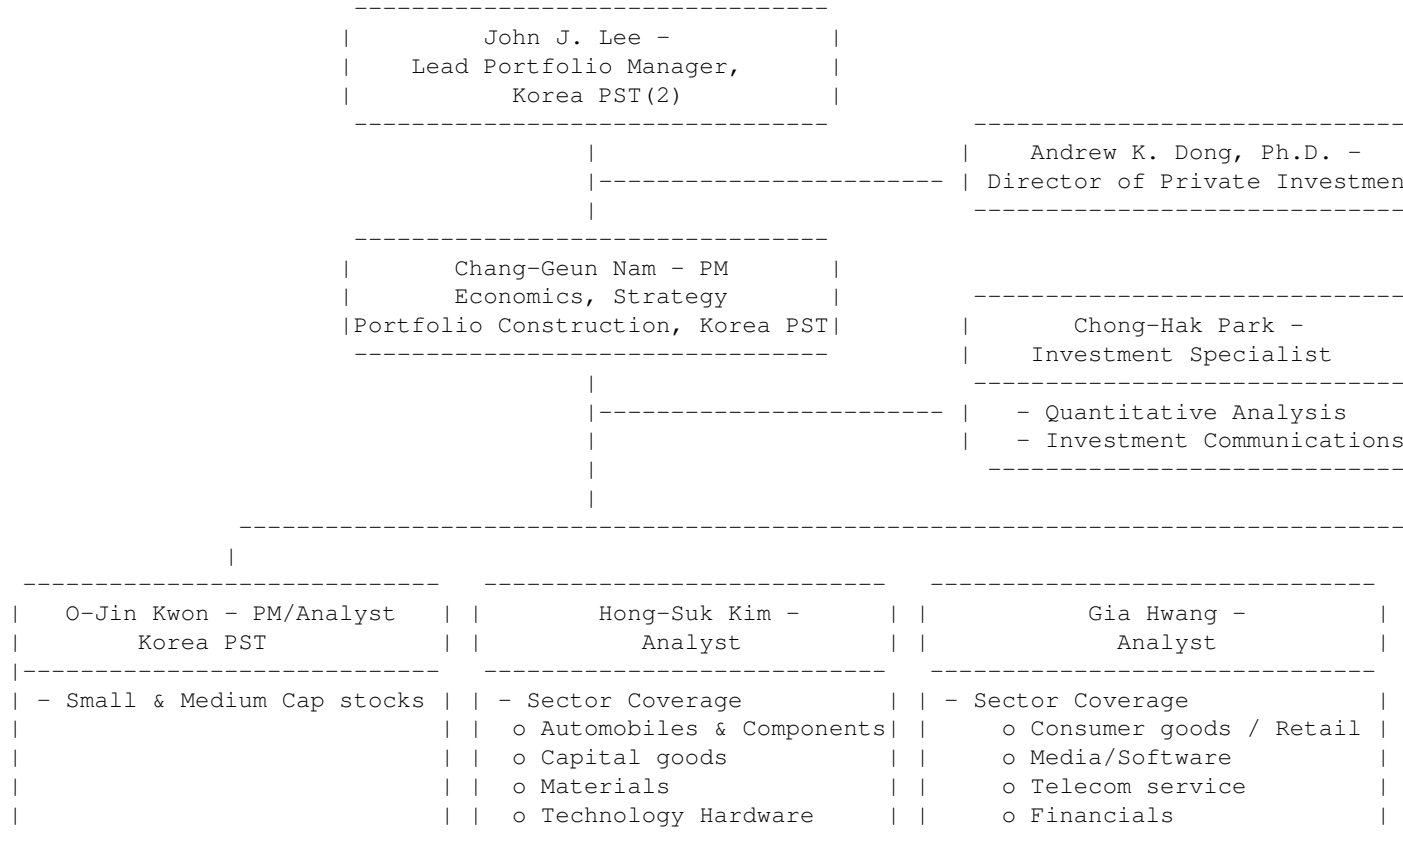 John J. Lee -
Lead Portfolio Manager,
Korea PST(2)
Andrew K. Dong, Ph.D. -
Director of Private Investmen
Chang-Geun Nam - PM
Economics, Strategy
Portfolio Construction, Korea PST
Chong-Hak Park -
Investment Specialist
- Quantitative Analysis
- Investment Communications
O-Jin Kwon - PM/Analyst
Korea PST
- Small & Medium Cap stocks
Hong-Suk Kim -
Analyst
- Sector Coverage
o Automobiles & Components
o Capital goods
o Materials
o Technology Hardware
Gia Hwang -
Analyst
- Sector Coverage
o Consumer goods / Retail
o Media/Software
o Telecom service
o Financials